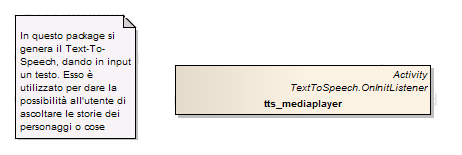 In questo package si
genera il Text-To-
Speech, dando in input
un testo. Esso è
utilizzato per dare la
possibilità all'utente di
ascoltare le storie dei
personaggi o cose
Activity
TextToSpeech.OnInitListener
tts_mediaplayer